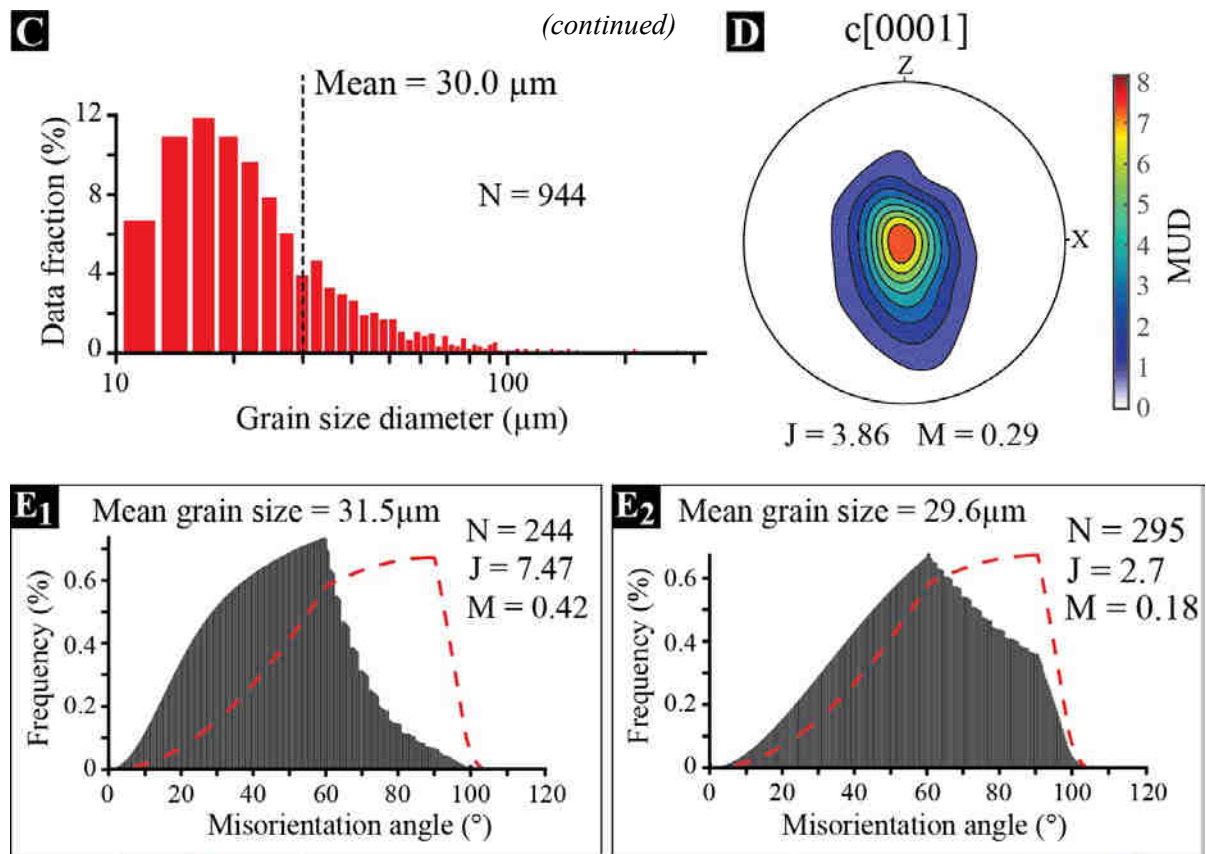 (continued)
C
Mean = 30.0 µm
N = 944
Data fraction (%)
12
8
4
0
10
100
Grain size diameter (µm)
D
c[0001]
Z
X
8
7
6
5
4
3
2
1
0
MUD
J = 3.86 M = 0.29
E1
Mean grain size = 31.5µm
N = 244
J = 7.47
M = 0.42
Frequency (%)
0.6
0.4
0.2
0
0 20 40 60 80 100 120
Misorientation angle (°)
E2
Mean grain size = 29.6µm
N = 295
J = 2.7
M = 0.18
Frequency (%)
0.6
0.4
0.2
0
0 20 40 60 80 100 120
Misorientation angle (°)